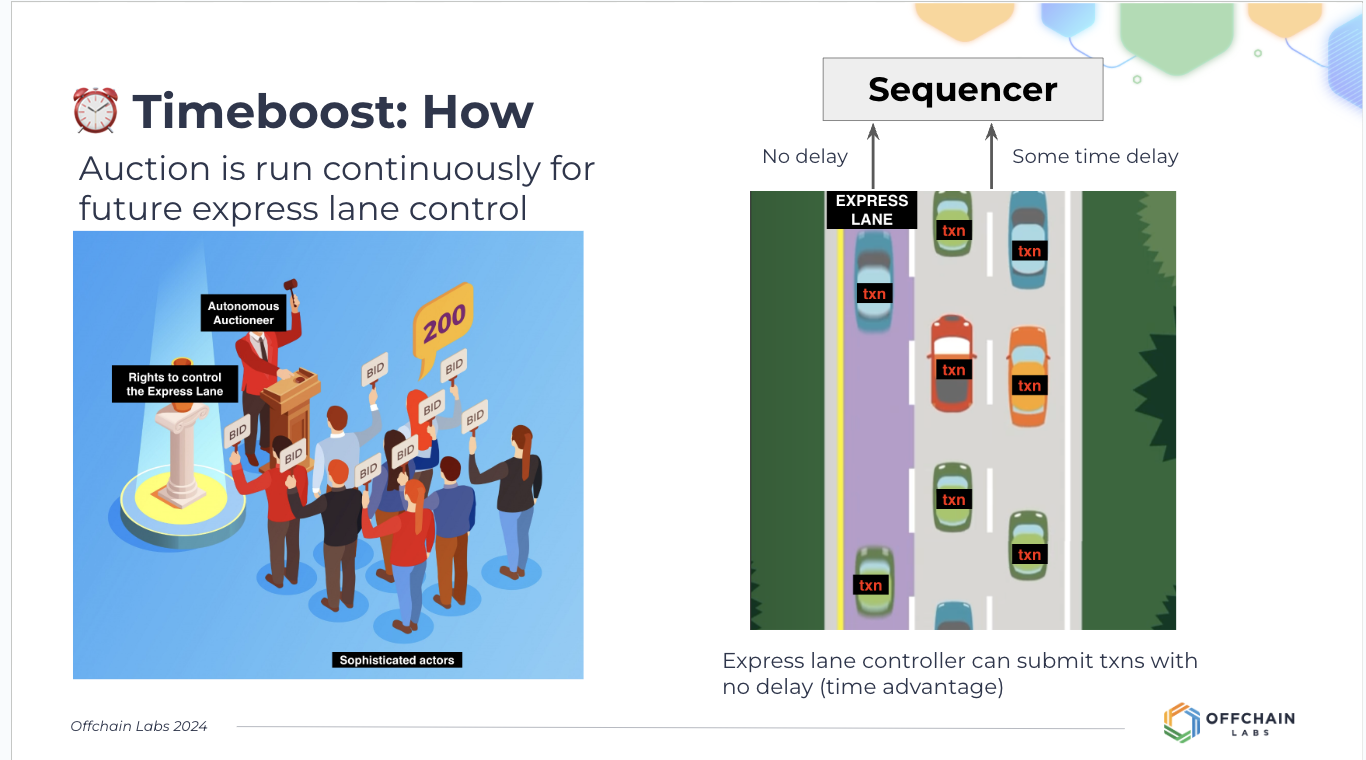 Timeboost: How
Auction is run continuously for
future express lane control
Autonomous
Auctioneer
Rights to control
the Express Lane
200
BID
BID
BID
BID
BID
BID
BID
BID
Sophisticated actors
Sequencer
No delay
Some time delay
EXPRESS
LANE
txn
txn
txn
txn
txn
txn
txn
txn
Express lane controller can submit txns with
no delay (time advantage)
Offchain Labs 2024
OFFCHAIN
LABS